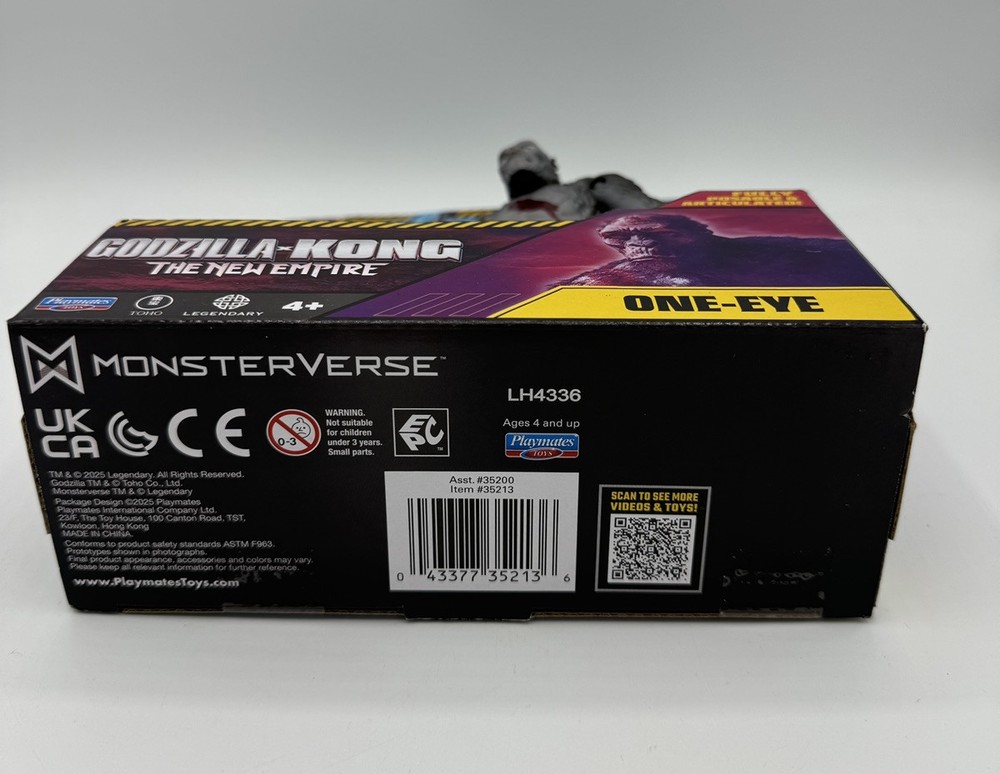 FULLY
POSABLE &
ARTICULATED!
GODZILLA × KONG
THE NEW EMPIRE
Playmates
TOYS
TOHO
LEGENDARY
4+
ONE-EYE
MONSTERVERSE™
LH4336
UK
CA
CE
0-3
WARNING.
Not suitable
for children
under 3 years.
Small parts.
EPC™
Ages 4 and up
Playmates
TOYS
TM & © 2025 Legendary. All Rights Reserved.
Godzilla TM & © Toho Co., Ltd.
Monsterverse TM & © Legendary
Package Design ©2025 Playmates
Playmates International Company Ltd.
23/F, The Toy House, 100 Canton Road, TST,
Kowloon, Hong Kong
MADE IN CHINA.
Conforms to product safety standards ASTM F963.
Prototypes shown in photographs.
Final product appearance, accessories and colors may vary.
Please keep all relevant information for further reference.
www.PlaymatesToys.com
Asst. #35200
Item #35213
0 43377 35213 6
SCAN TO SEE MORE
VIDEOS & TOYS!